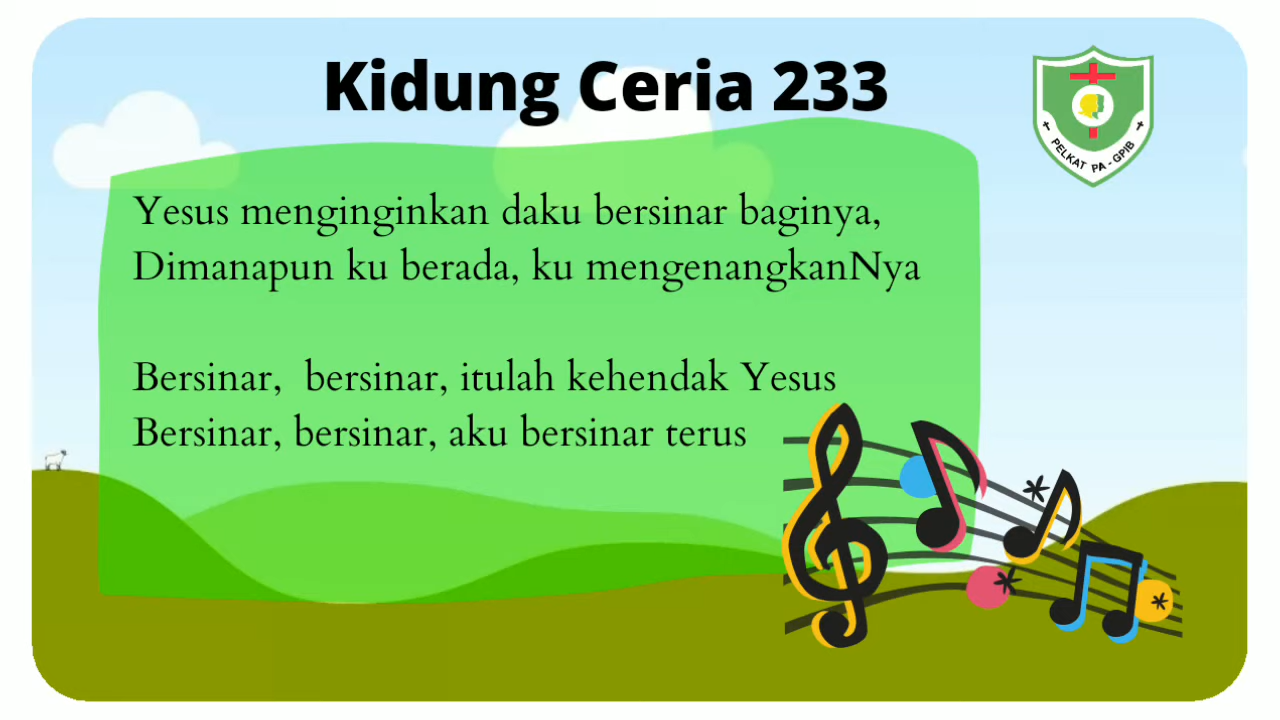 Kidung Ceria 233
PELKAT PA - GPIB
Yesus menginginkan daku bersinar baginya,
Dimanapun ku berada, ku mengenangkanNya
Bersinar,  bersinar, itulah kehendak Yesus
Bersinar, bersinar, aku bersinar terus